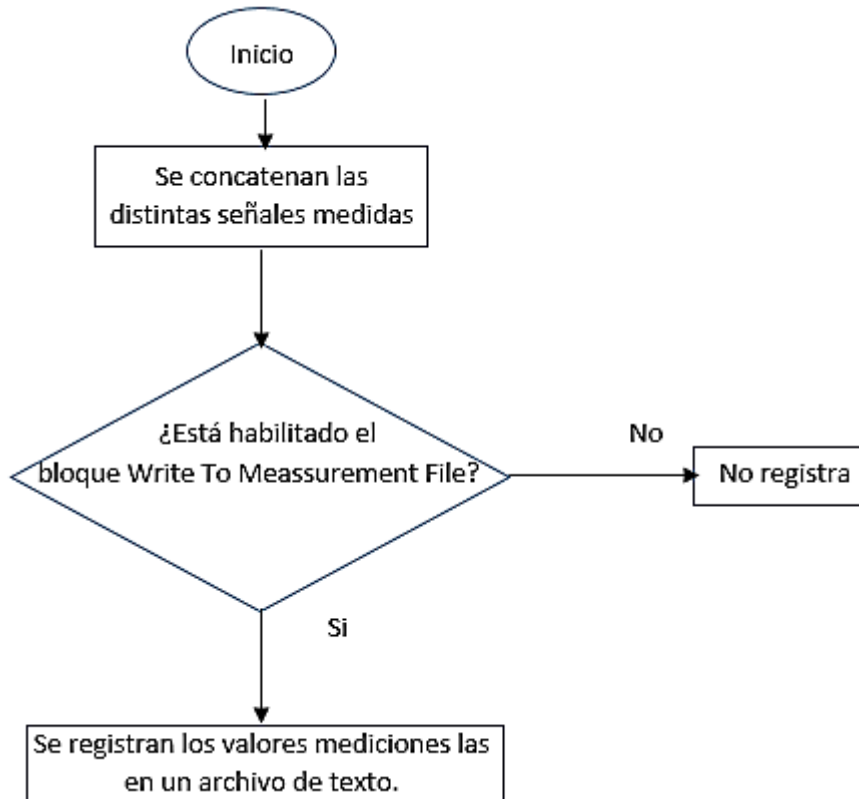 Inicio
Se concatenan las
distintas señales medidas
¿Está habilitado el
bloque Write To Meassurement File?
No
No registra
Si
Se registran los valores mediciones las
en un archivo de texto.